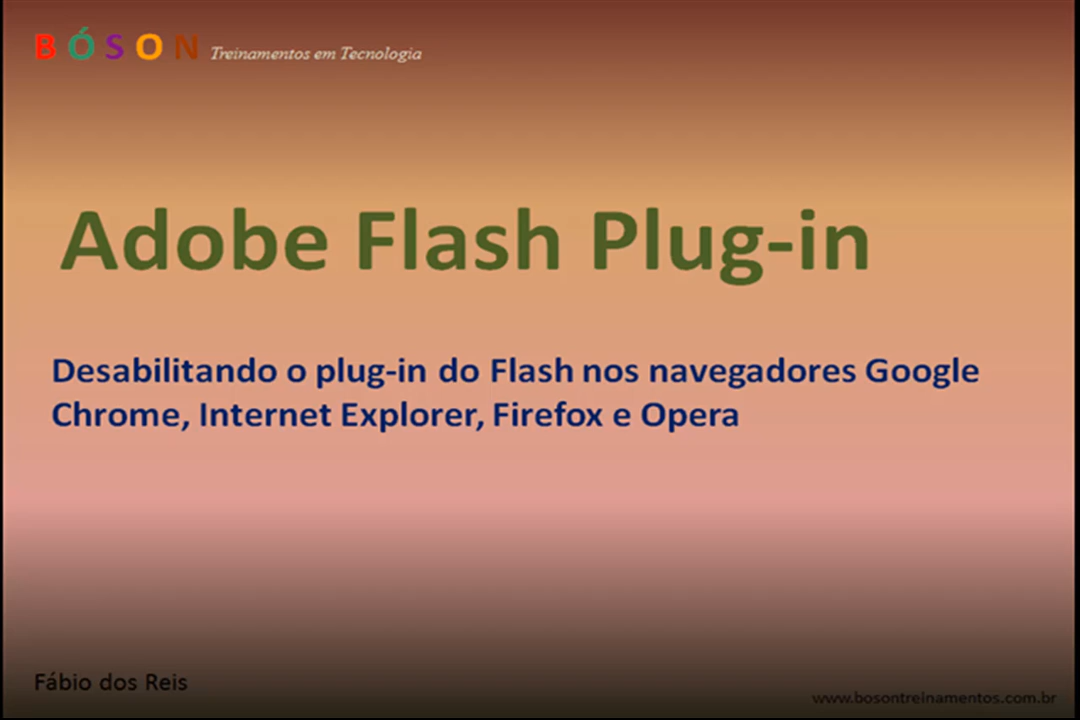 BÓSON Treinamentos em Tecnologia
Adobe Flash Plug-in
Desabilitando o plug-in do Flash nos navegadores Google
Chrome, Internet Explorer, Firefox e Opera
Fábio dos Reis
www.bosontreinamentos.com.br